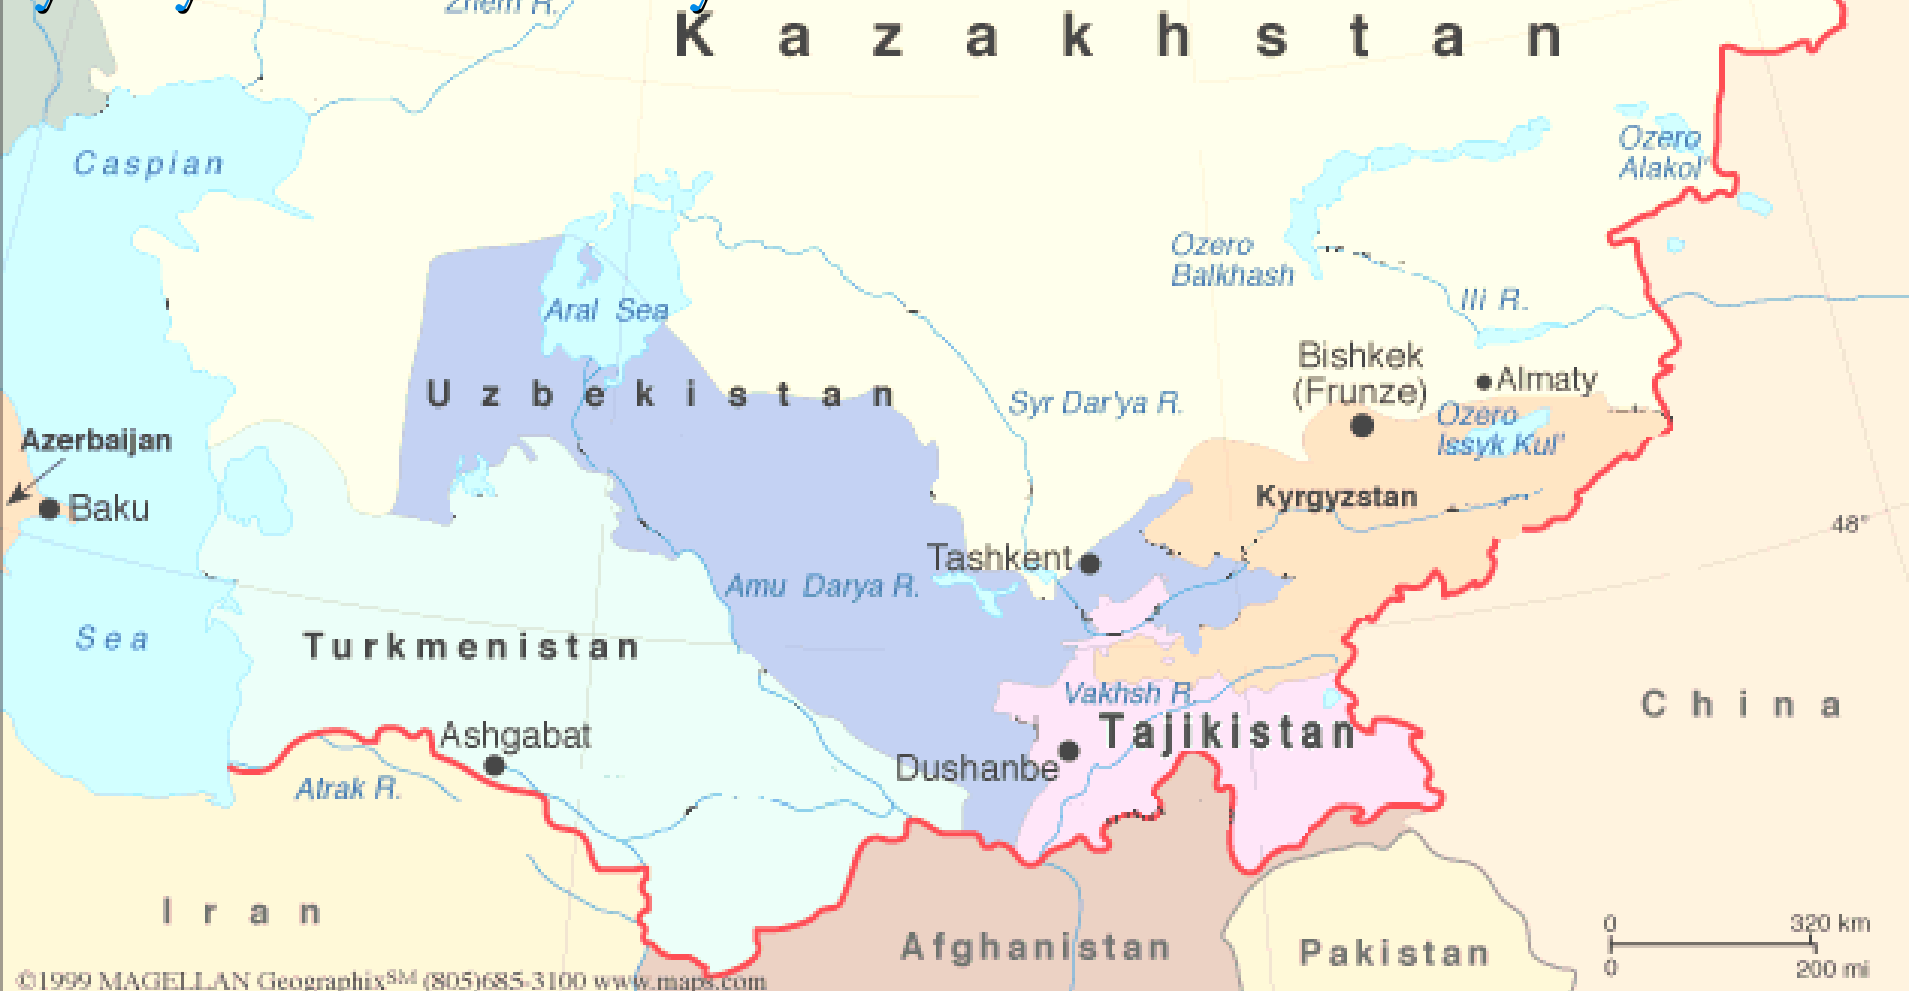 Zhem R.
Kazakhstan
Caspian
Ozero
Alakol'
Ozero
Balkhash
Aral Sea
Ili R.
Bishkek
(Frunze)
Almaty
Uzbekistan
Syr Dar'ya R.
Ozero
Issyk Kul'
Azerbaijan
Kyrgyzstan
Baku
48°
Tashkent
Amu Darya R.
Sea
Turkmenistan
Vakhsh R.
China
Tajikistan
Ashgabat
Dushanbe
Atrak R.
Iran
Afghanistan
Pakistan
0 320 km
0 200 mi
©1999 MAGELLAN Geographix℠ (805)685-3100 www.maps.com